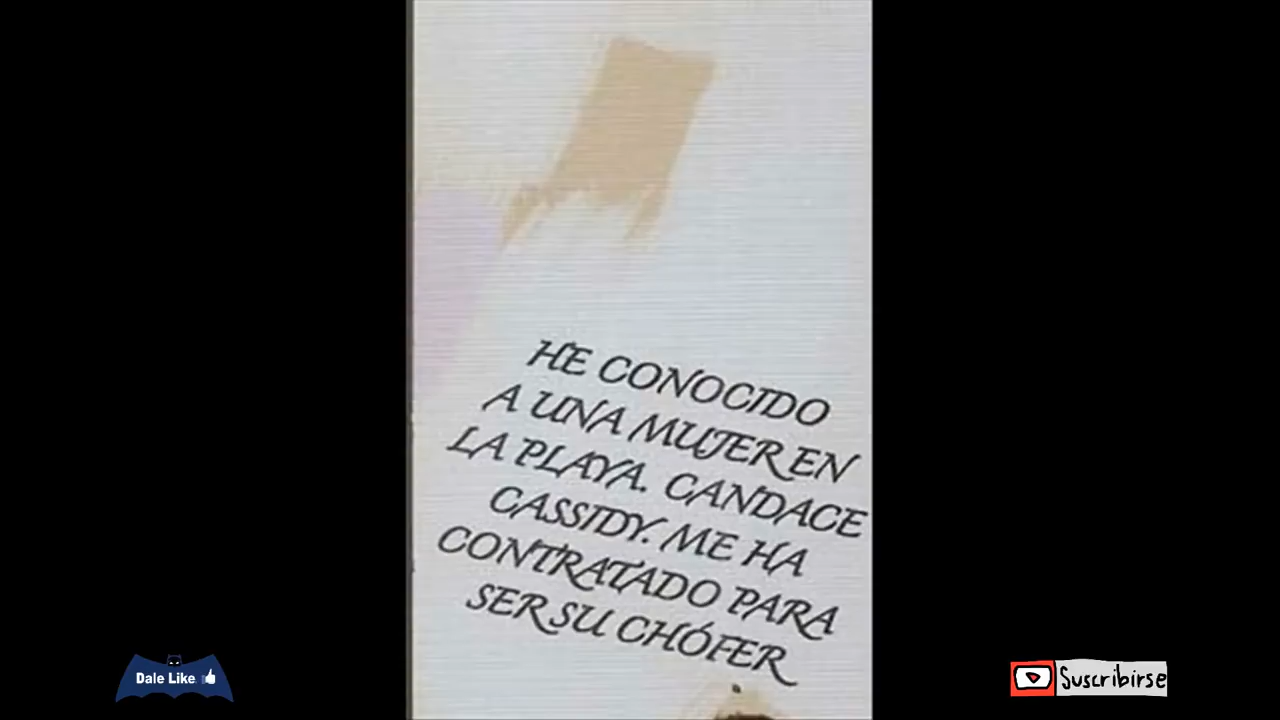 HE CONOCIDO
A UNA MUJER EN
LA PLAYA. CANDACE
CASSIDY. ME HA
CONTRATADO PARA
SER SU CHÓFER
Dale Like
Suscribirse